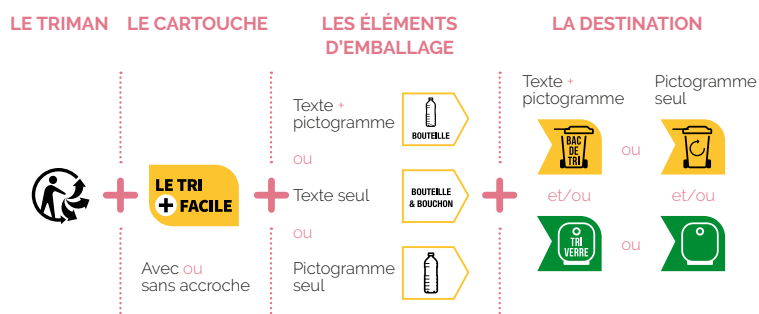 LE TRIMAN
LE CARTOUCHE
LES ÉLÉMENTS
D'EMBALLAGE
LA DESTINATION
LE TRI
+ FACILE
Avec ou
sans accroche
Texte +
pictogramme
BOUTEILLE
ou
Texte seul
BOUTEILLE
& BOUCHON
ou
Pictogramme
seul
Texte +
pictogramme
Pictogramme
seul
BAC
DE
TRI
ou
et/ou
et/ou
TRI
VERRE
ou